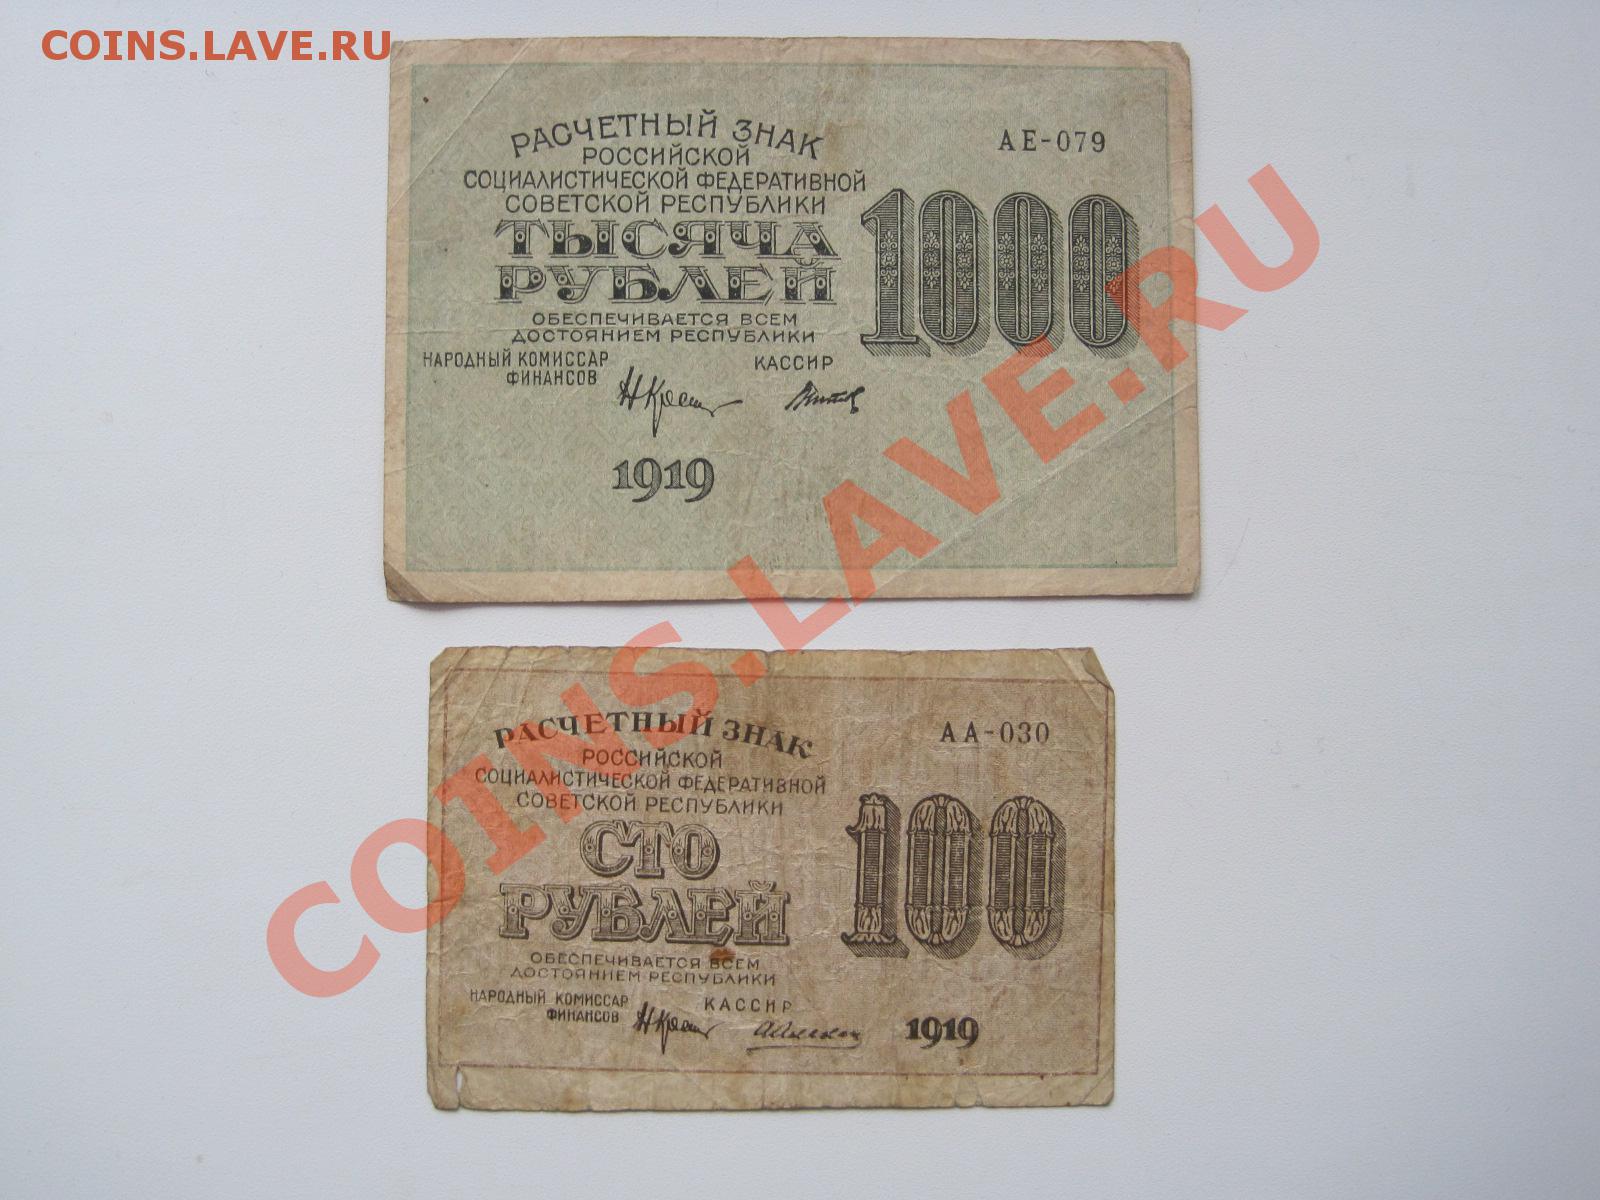 COINS.LAVE.RU
РАСЧЕТНЫЙ ЗНАК
РОССИЙСКОЙ
СОЦИАЛИСТИЧЕСКОЙ ФЕДЕРАТИВНОЙ
СОВЕТСКОЙ РЕСПУБЛИКИ
ТЫСЯЧА
РУБЛЕЙ
ОБЕСПЕЧИВАЕТСЯ ВСЕМ
ДОСТОЯНИЕМ РЕСПУБЛИКИ
НАРОДНЫЙ КОМИССАР
ФИНАНСОВ
КАССИР
1919
АЕ-079
1000
COINS.LAVE.RU
РАСЧЕТНЫЙ ЗНАК
РОССИЙСКОЙ
СОЦИАЛИСТИЧЕСКОЙ ФЕДЕРАТИВНОЙ
СОВЕТСКОЙ РЕСПУБЛИКИ
СТО
РУБЛЕЙ
ОБЕСПЕЧИВАЕТСЯ ВСЕМ
ДОСТОЯНИЕМ РЕСПУБЛИКИ
НАРОДНЫЙ КОМИССАР
ФИНАНСОВ
КАССИР
АА-030
100
1919